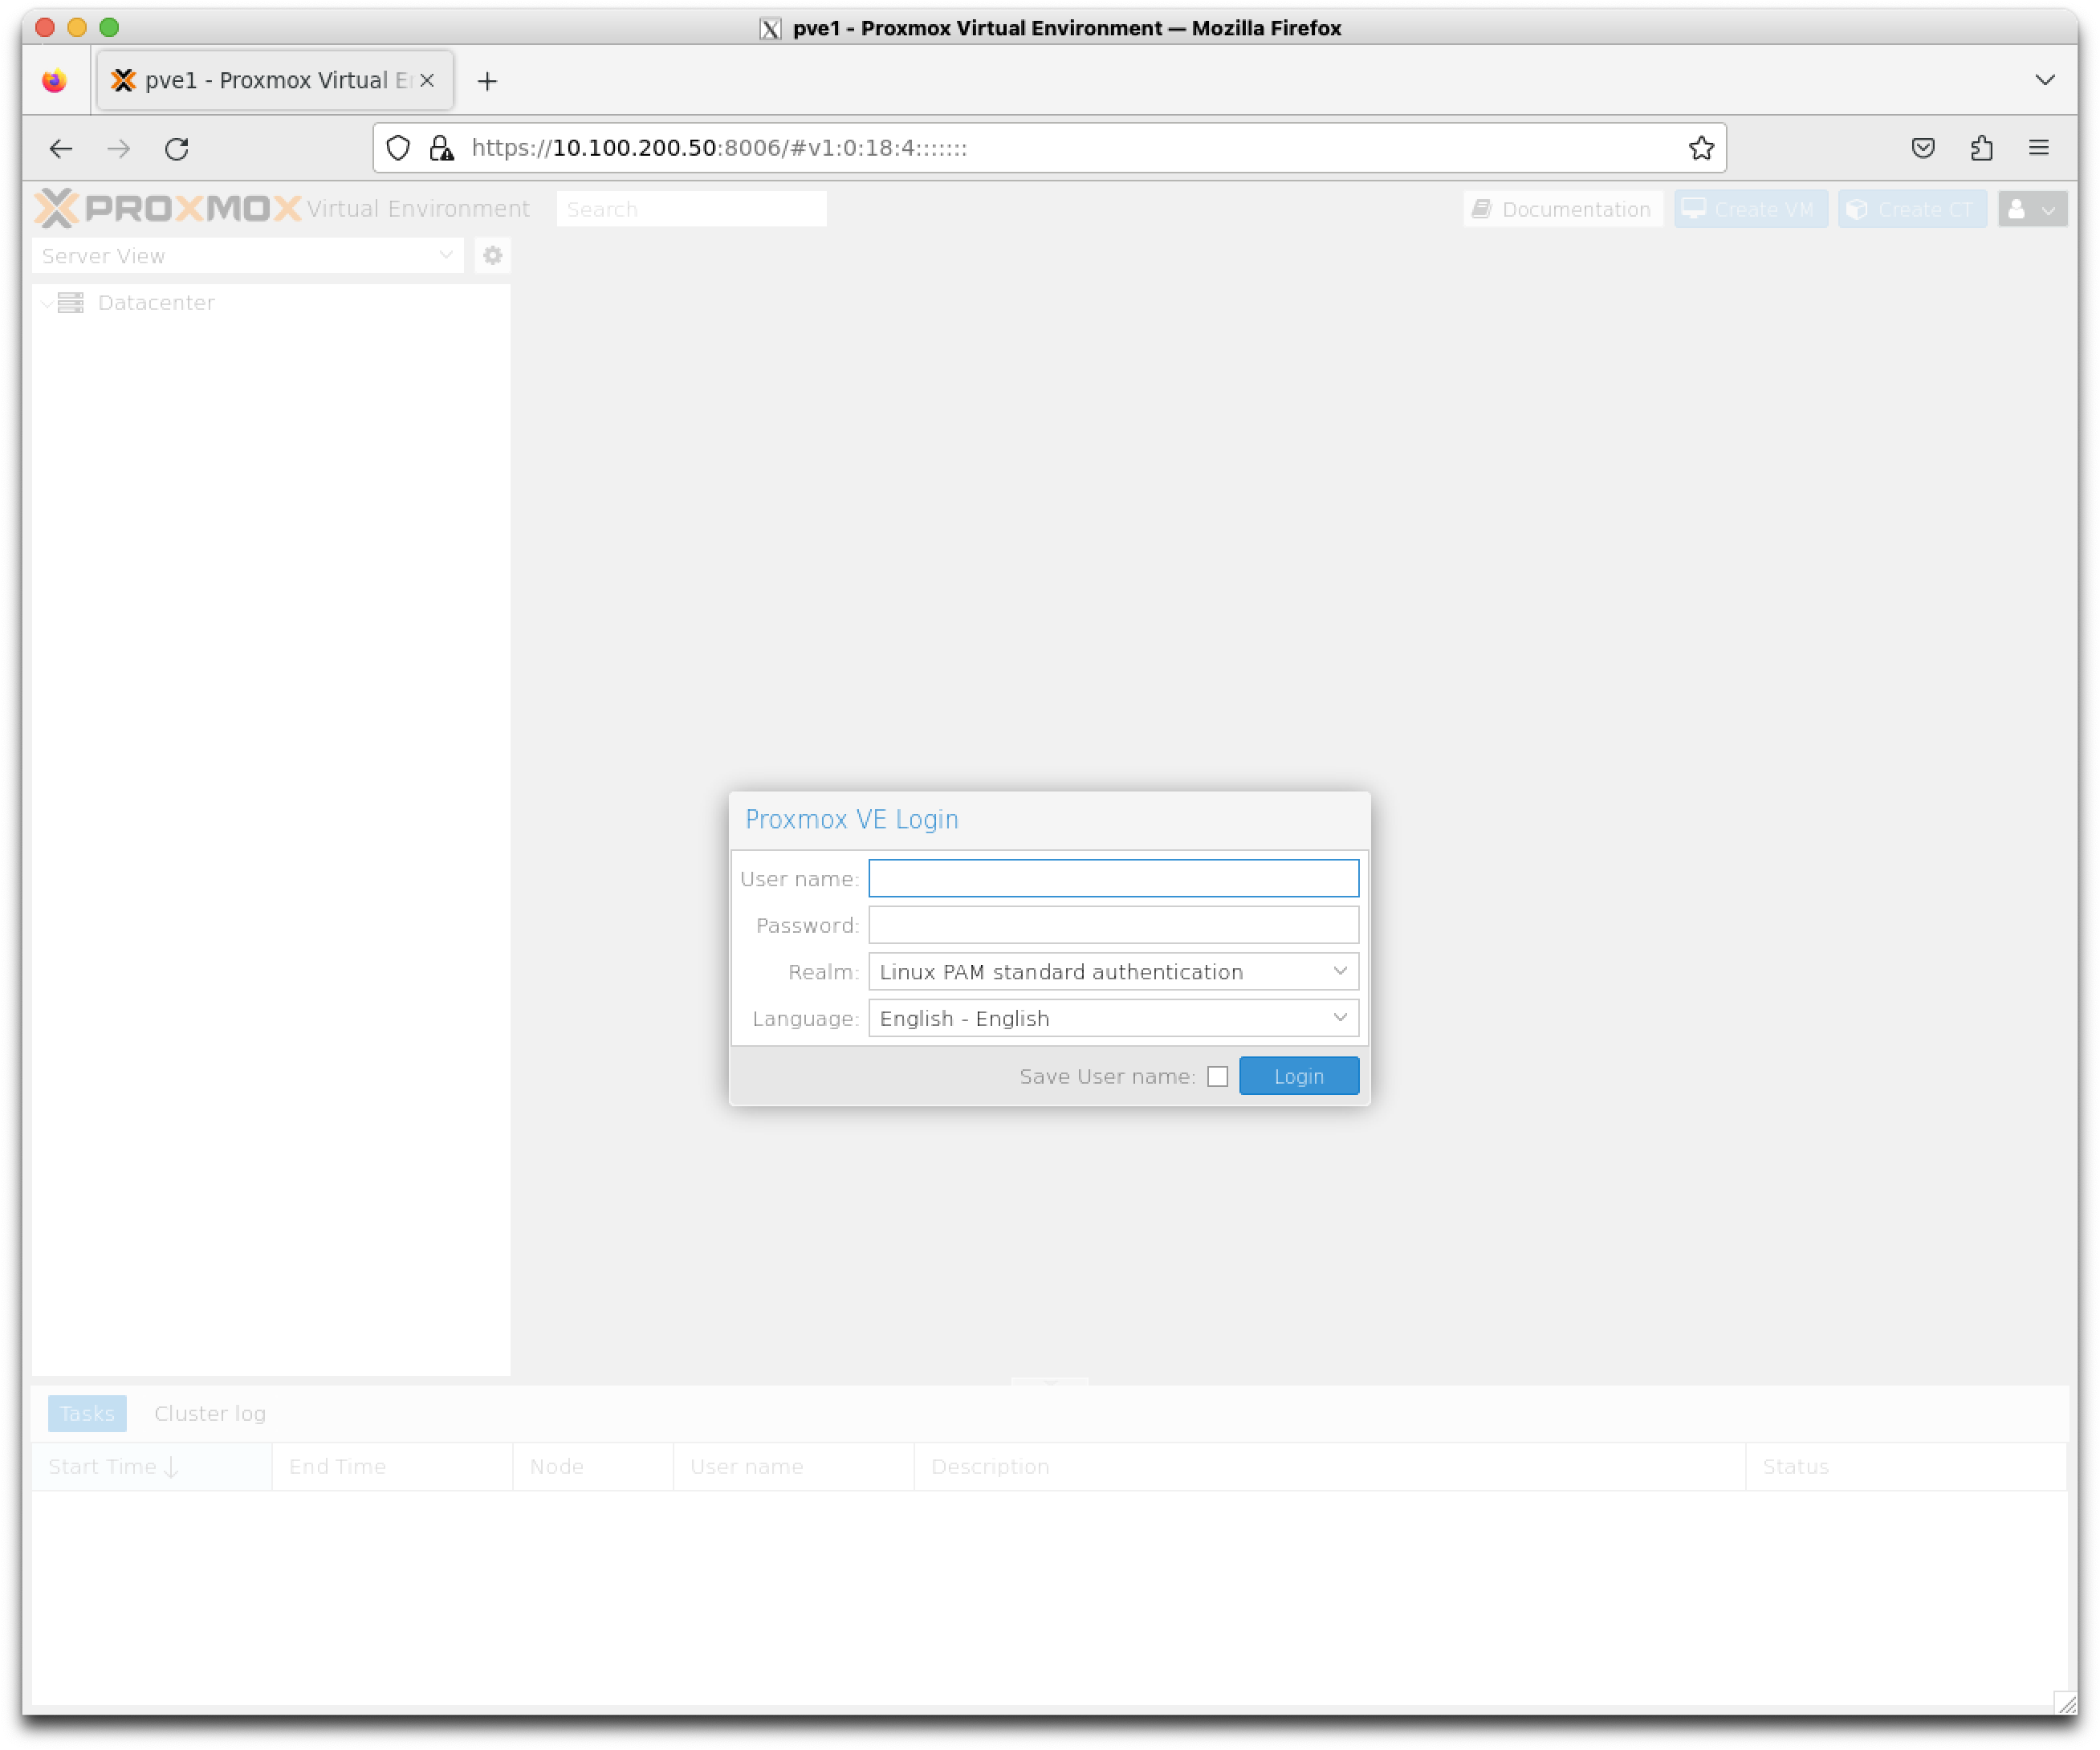 pve1 - Proxmox Virtual Environment — Mozilla Firefox
pve1 - Proxmox Virtual En
https://10.100.200.50:8006/#v1:0:18:4:::::::
PROXMOX Virtual Environment Search Documentation Create VM Create CT
Server View
Datacenter
Proxmox VE Login
User name:
Password:
Realm: Linux PAM standard authentication
Language: English - English
Save User name: Login
Tasks Cluster log
Start Time End Time Node User name Description Status